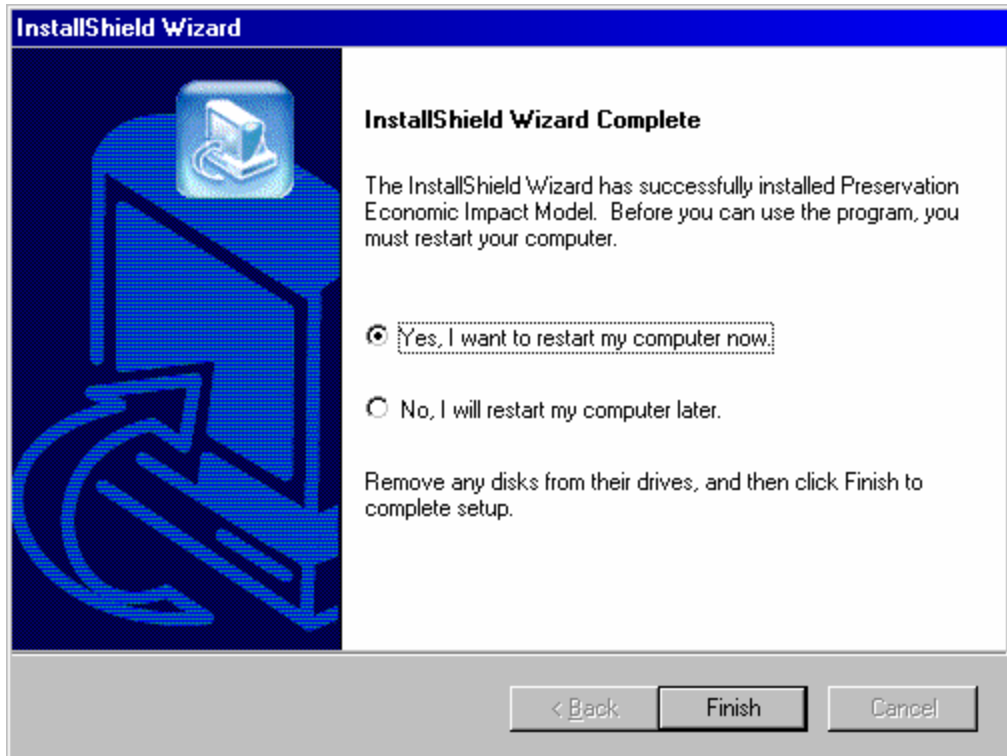 InstallShield Wizard
InstallShield Wizard Complete
The InstallShield Wizard has successfully installed Preservation
Economic Impact Model.  Before you can use the program, you
must restart your computer.
Yes, I want to restart my computer now.
No, I will restart my computer later.
Remove any disks from their drives, and then click Finish to
complete setup.
< Back Finish Cancel